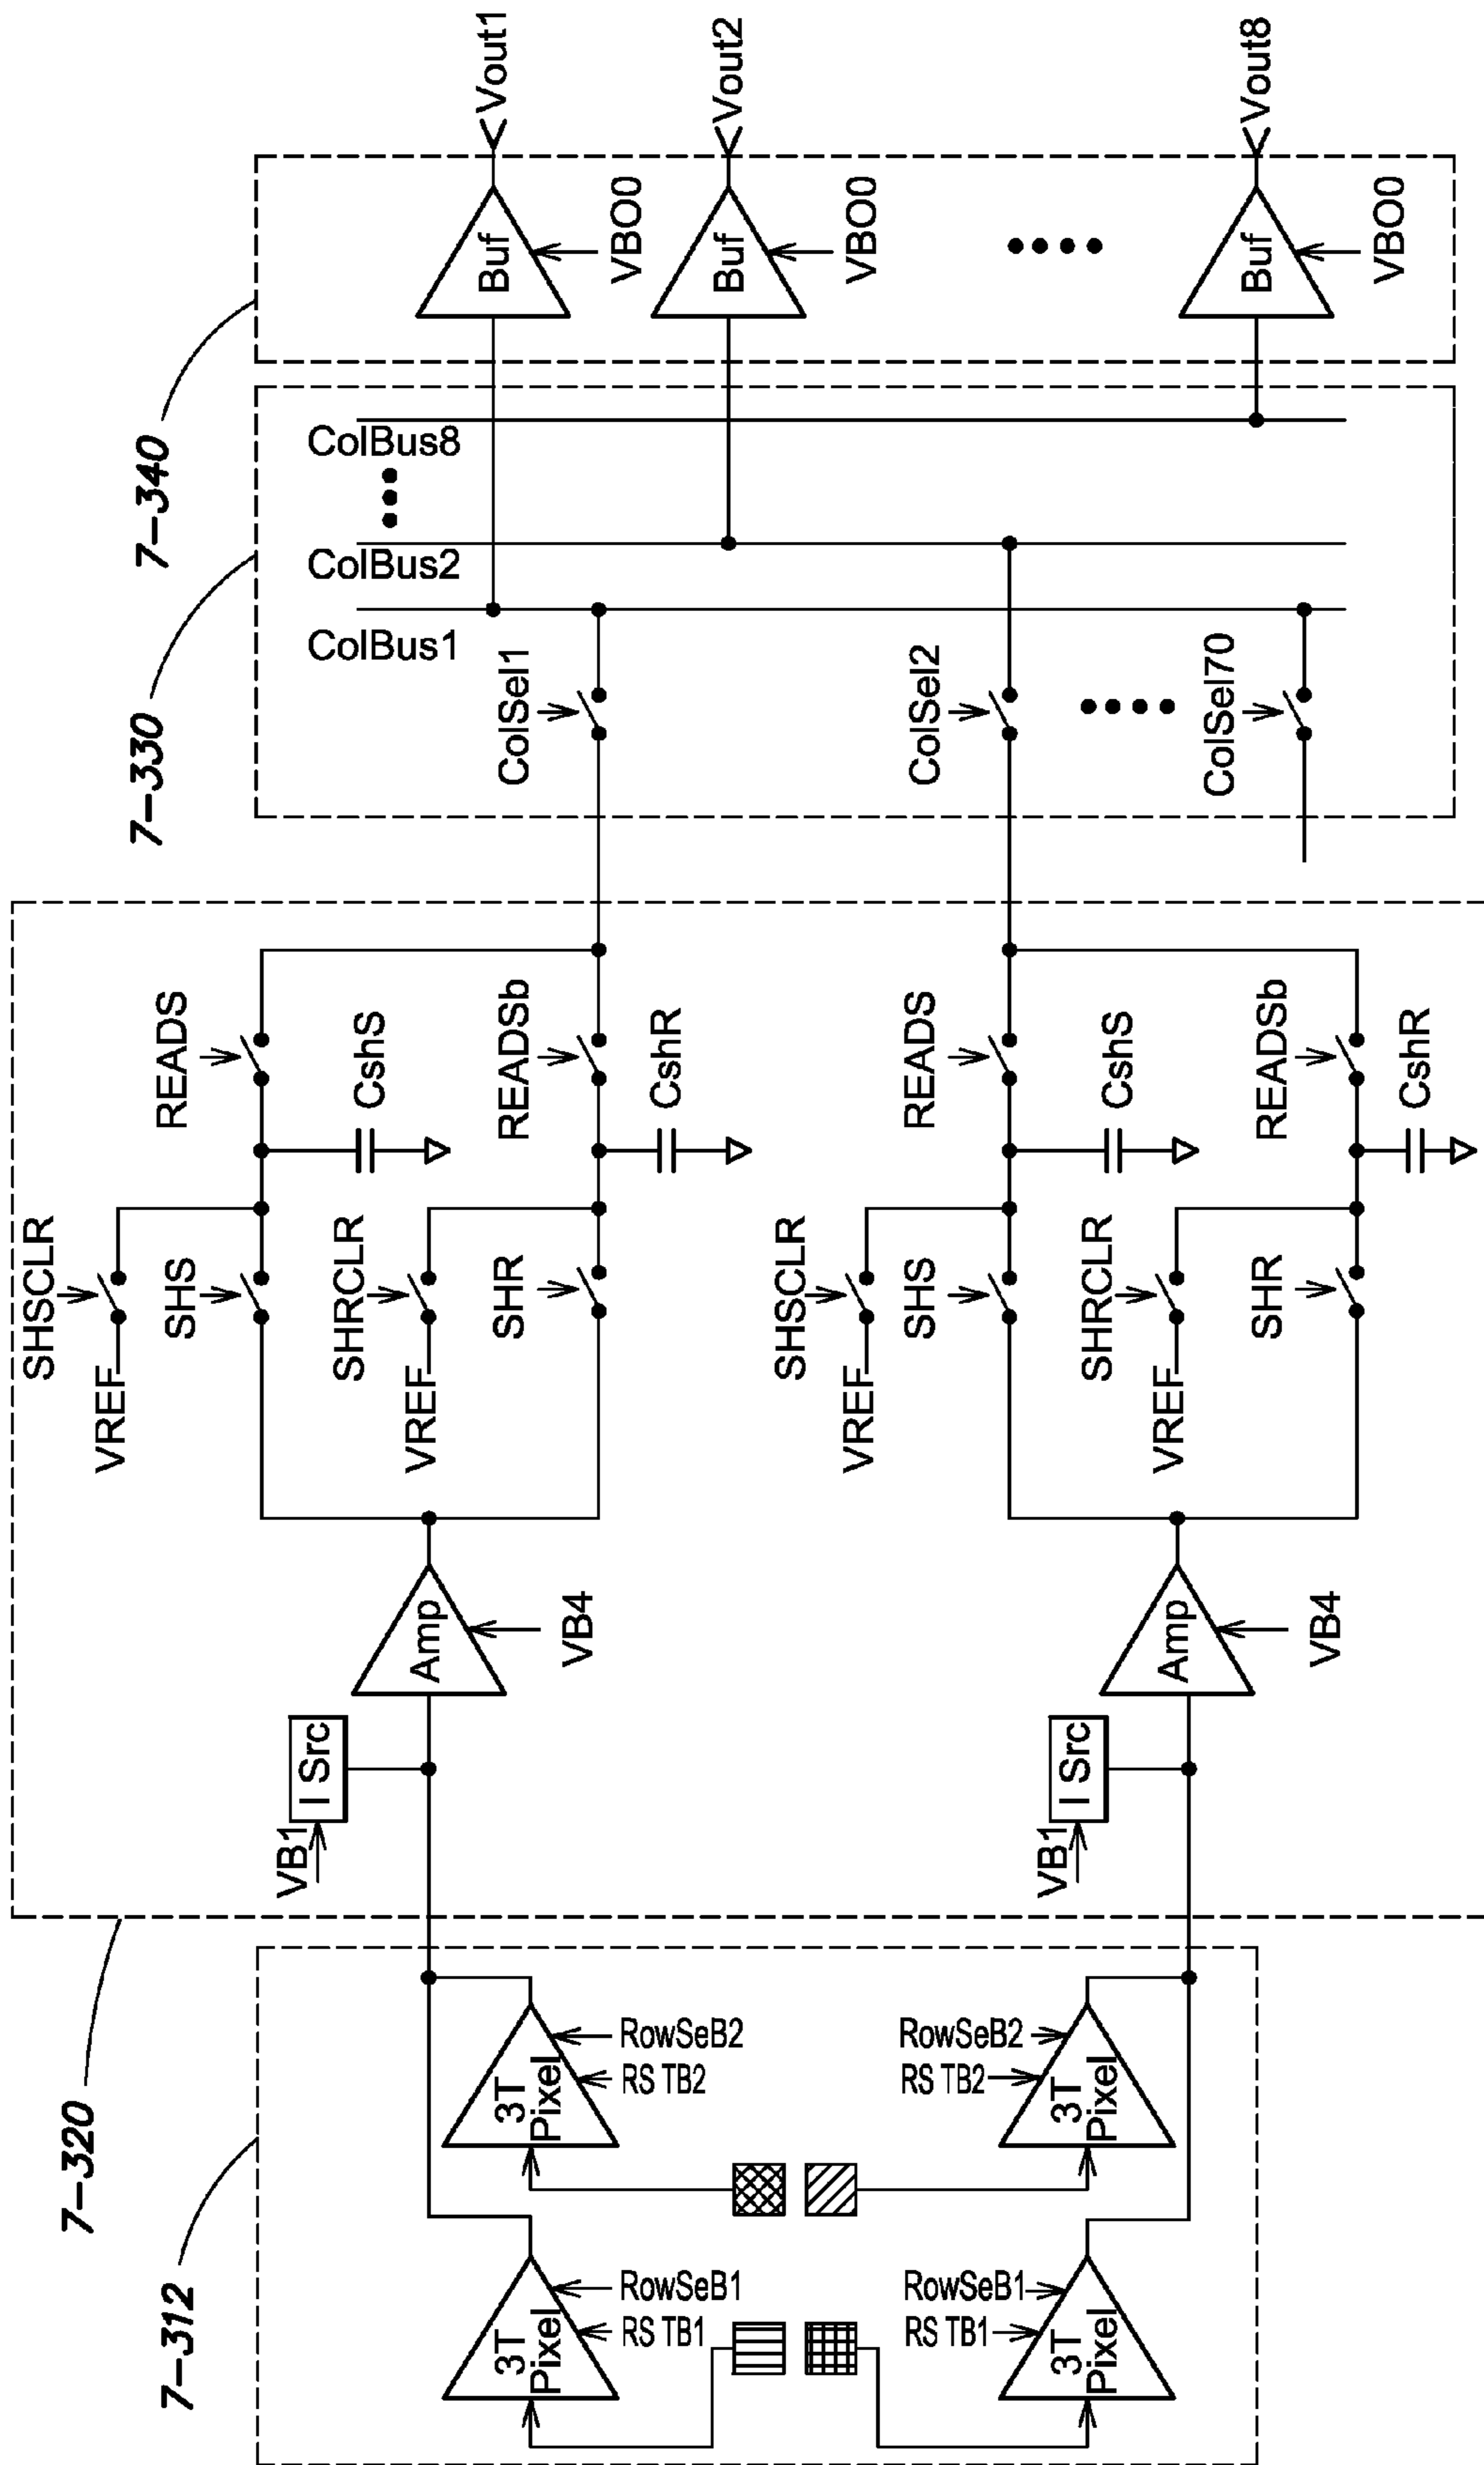 7-312
7-320
7-330
7-340
3T
Pixel
RowSeB1
RS TB1
3T
Pixel
RowSeB2
RS TB2
3T
Pixel
RowSeB1
RS TB1
3T
Pixel
RowSeB2
RS TB2
VB1
I Src
Amp
VB4
SHSCLR
VREF
SHS
SHRCLR
VREF
SHR
READS
CshS
READSb
CshR
VB1
I Src
Amp
VB4
SHSCLR
VREF
SHS
SHRCLR
VREF
SHR
READS
CshS
READSb
CshR
ColSel1
ColSel2
ColSel70
ColBus1
ColBus2
ColBus8
Buf
VBO0
Vout1
Buf
VBO0
Vout2
Buf
VBO0
Vout8